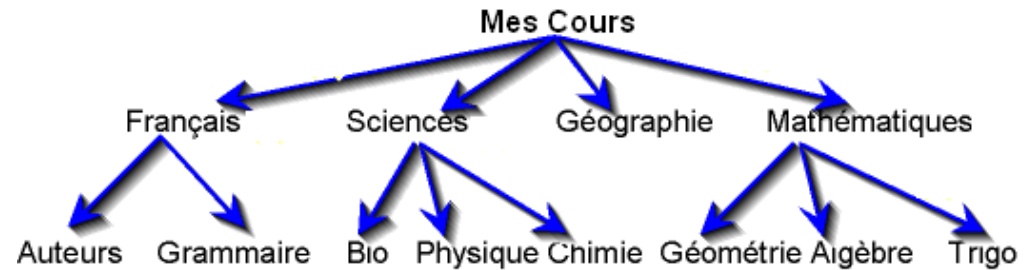 Mes Cours
Français Sciences Géographie Mathématiques
Auteurs Grammaire Bio Physique Chimie Géométrie Algèbre Trigo